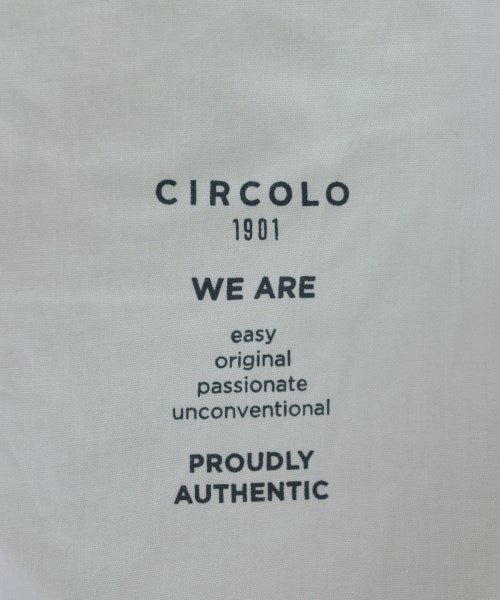 CIRCOLO
1901
WE ARE
easy
original
passionate
unconventional
PROUDLY
AUTHENTIC